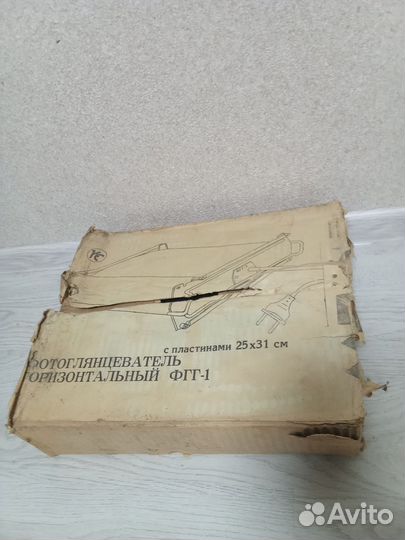 с пластинами 25х31 см
ФОТОГЛЯНЦЕВАТЕЛЬ
ГОРИЗОНТАЛЬНЫЙ ФГГ-1
Avito